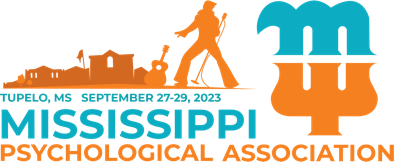 TUPELO, MS SEPTEMBER 27-29, 2023
MISSISSIPPI
PSYCHOLOGICAL ASSOCIATION